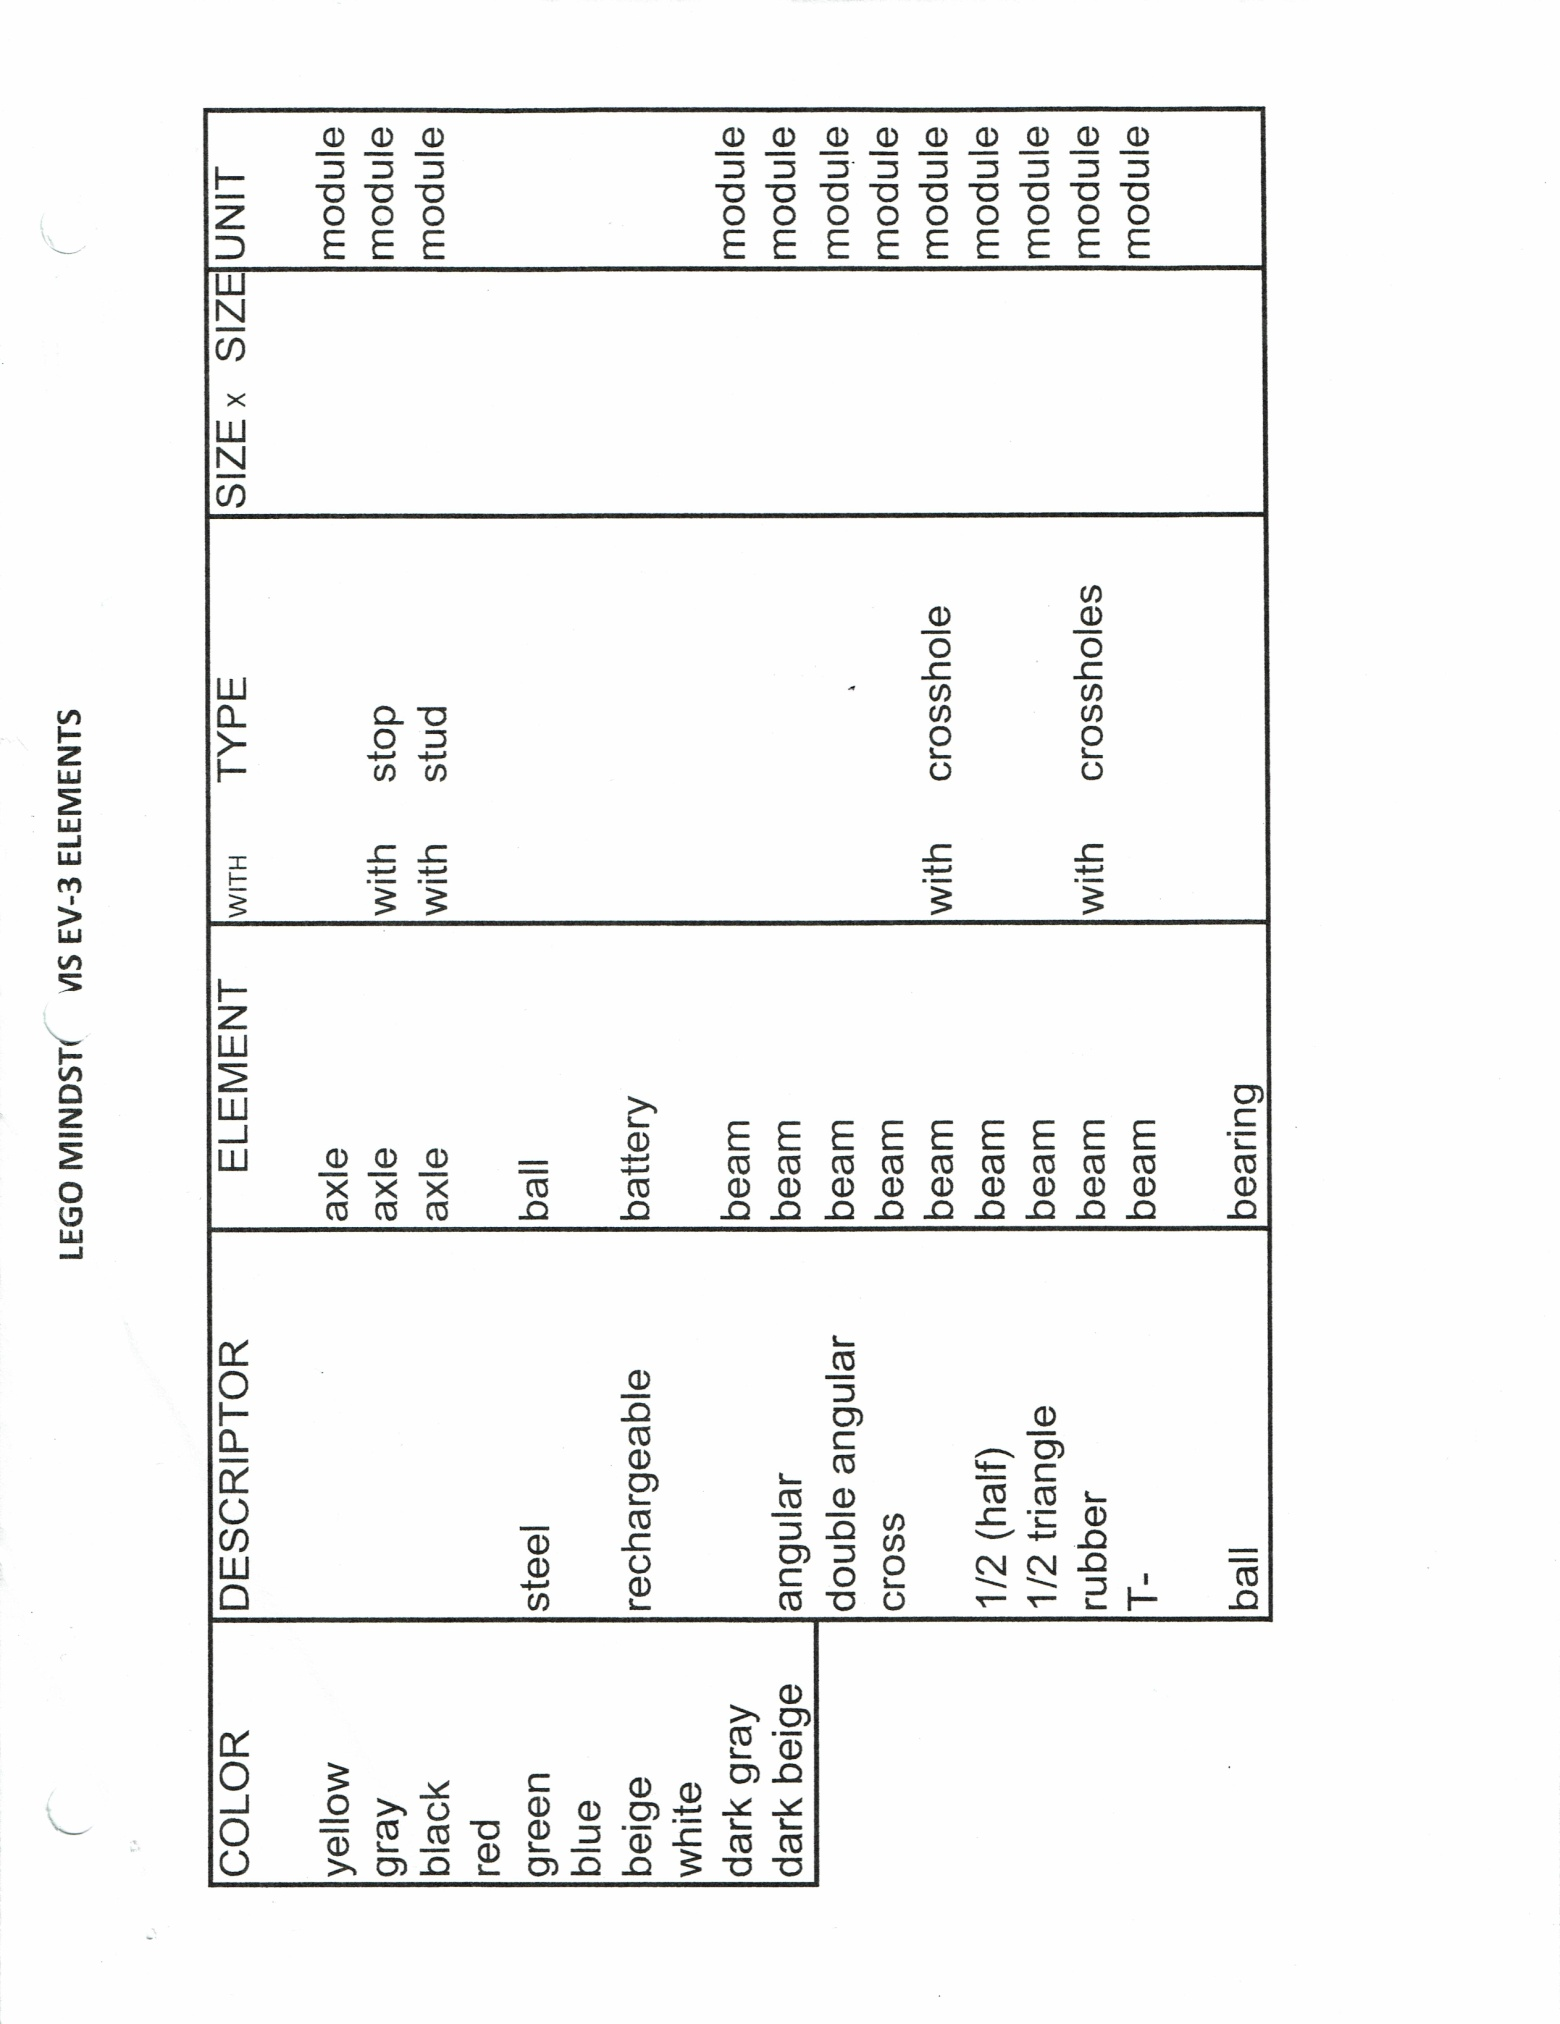 LEGO MINDST MS EV-3 ELEMENTS
COLOR DESCRIPTOR ELEMENT WITH TYPE SIZE x SIZE UNIT
yellow axle module
gray axle with stop module
black axle with stud module
red
green steel ball
blue
beige rechargeable battery
white
dark gray beam module
dark beige angular beam module
double angular beam module
cross beam module
beam with crosshole module
1/2 (half) beam module
1/2 triangle beam module
rubber beam with crossholes module
T- beam module
ball bearing